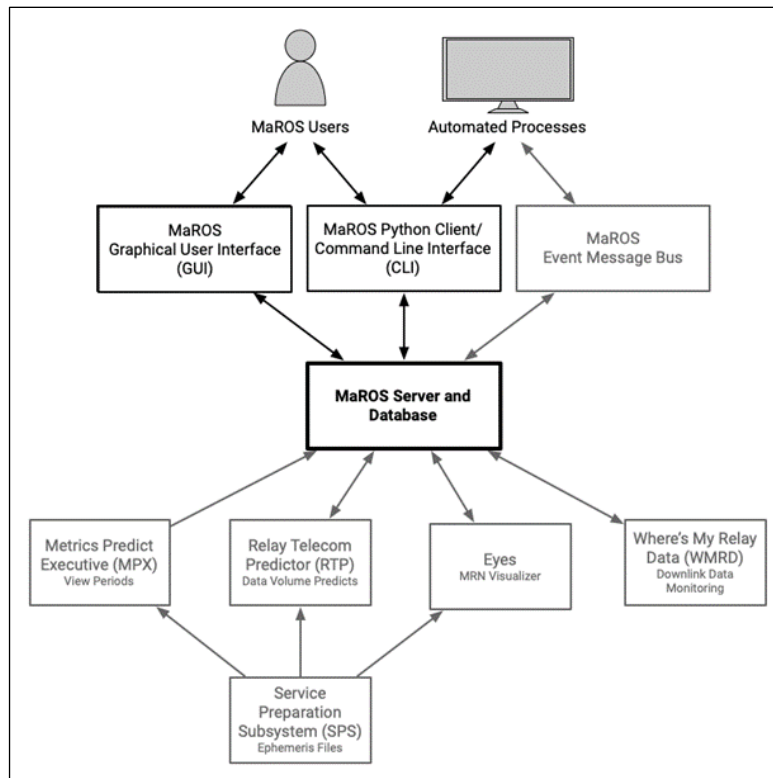 MaROS Users
Automated Processes
MaROS
Graphical User Interface
(GUI)
MaROS Python Client/
Command Line Interface
(CLI)
MaROS
Event Message Bus
MaROS Server and
Database
Metrics Predict
Executive (MPX)
View Periods
Relay Telecom
Predictor (RTP)
Data Volume Predicts
Eyes
MRN Visualizer
Where's My Relay
Data (WMRD)
Downlink Data
Monitoring
Service
Preparation
Subsystem (SPS)
Ephemeris Files